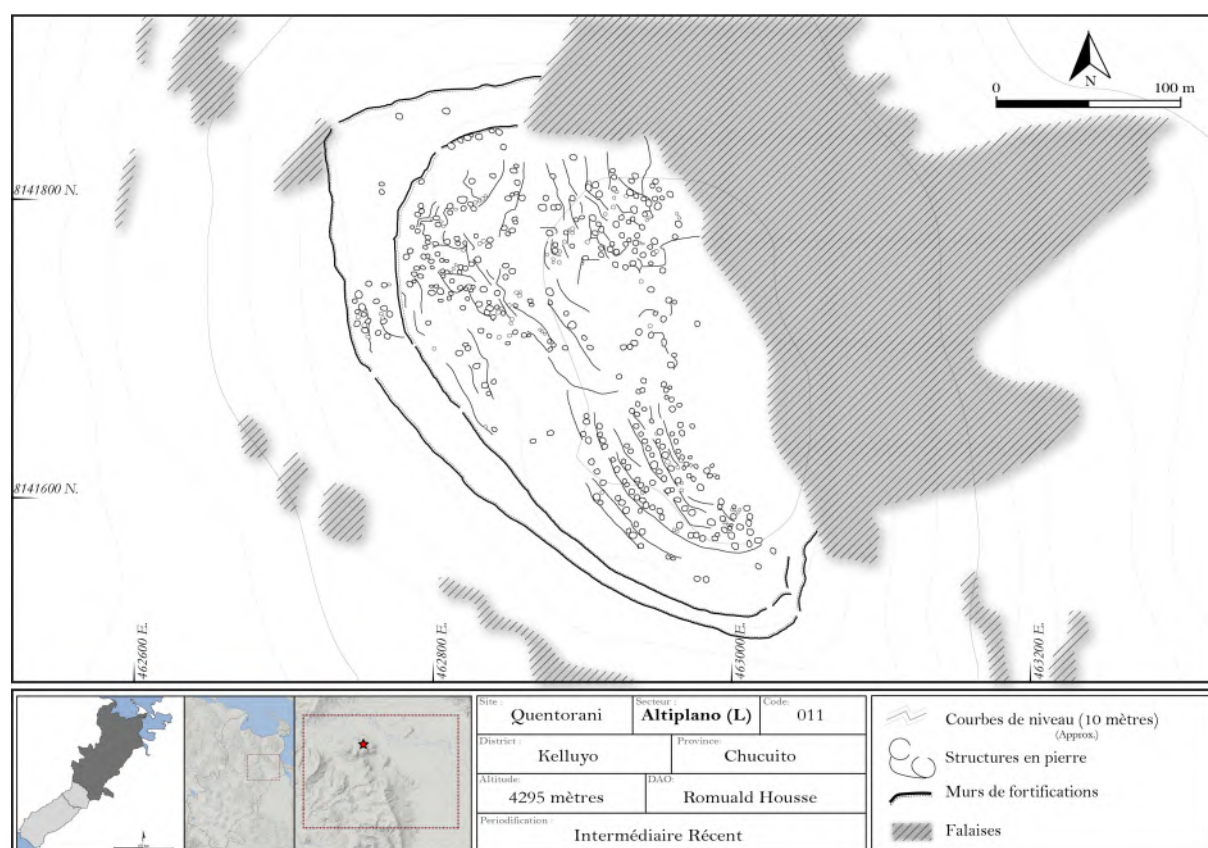 N
0 100 m
8141800 N.
8141600 N.
462600 E.
462800 E.
463000 E.
463200 E.
Site :
Quentorani
Secteur :
Altiplano (L)
Code:
011
District :
Kelluyo
Province:
Chucuito
Altitude:
4295 mètres
DAO:
Romuald Housse
Periodification :
Intermédiaire Récent
Courbes de niveau (10 mètres)
(Approx.)
Structures en pierre
Murs de fortifications
Falaises